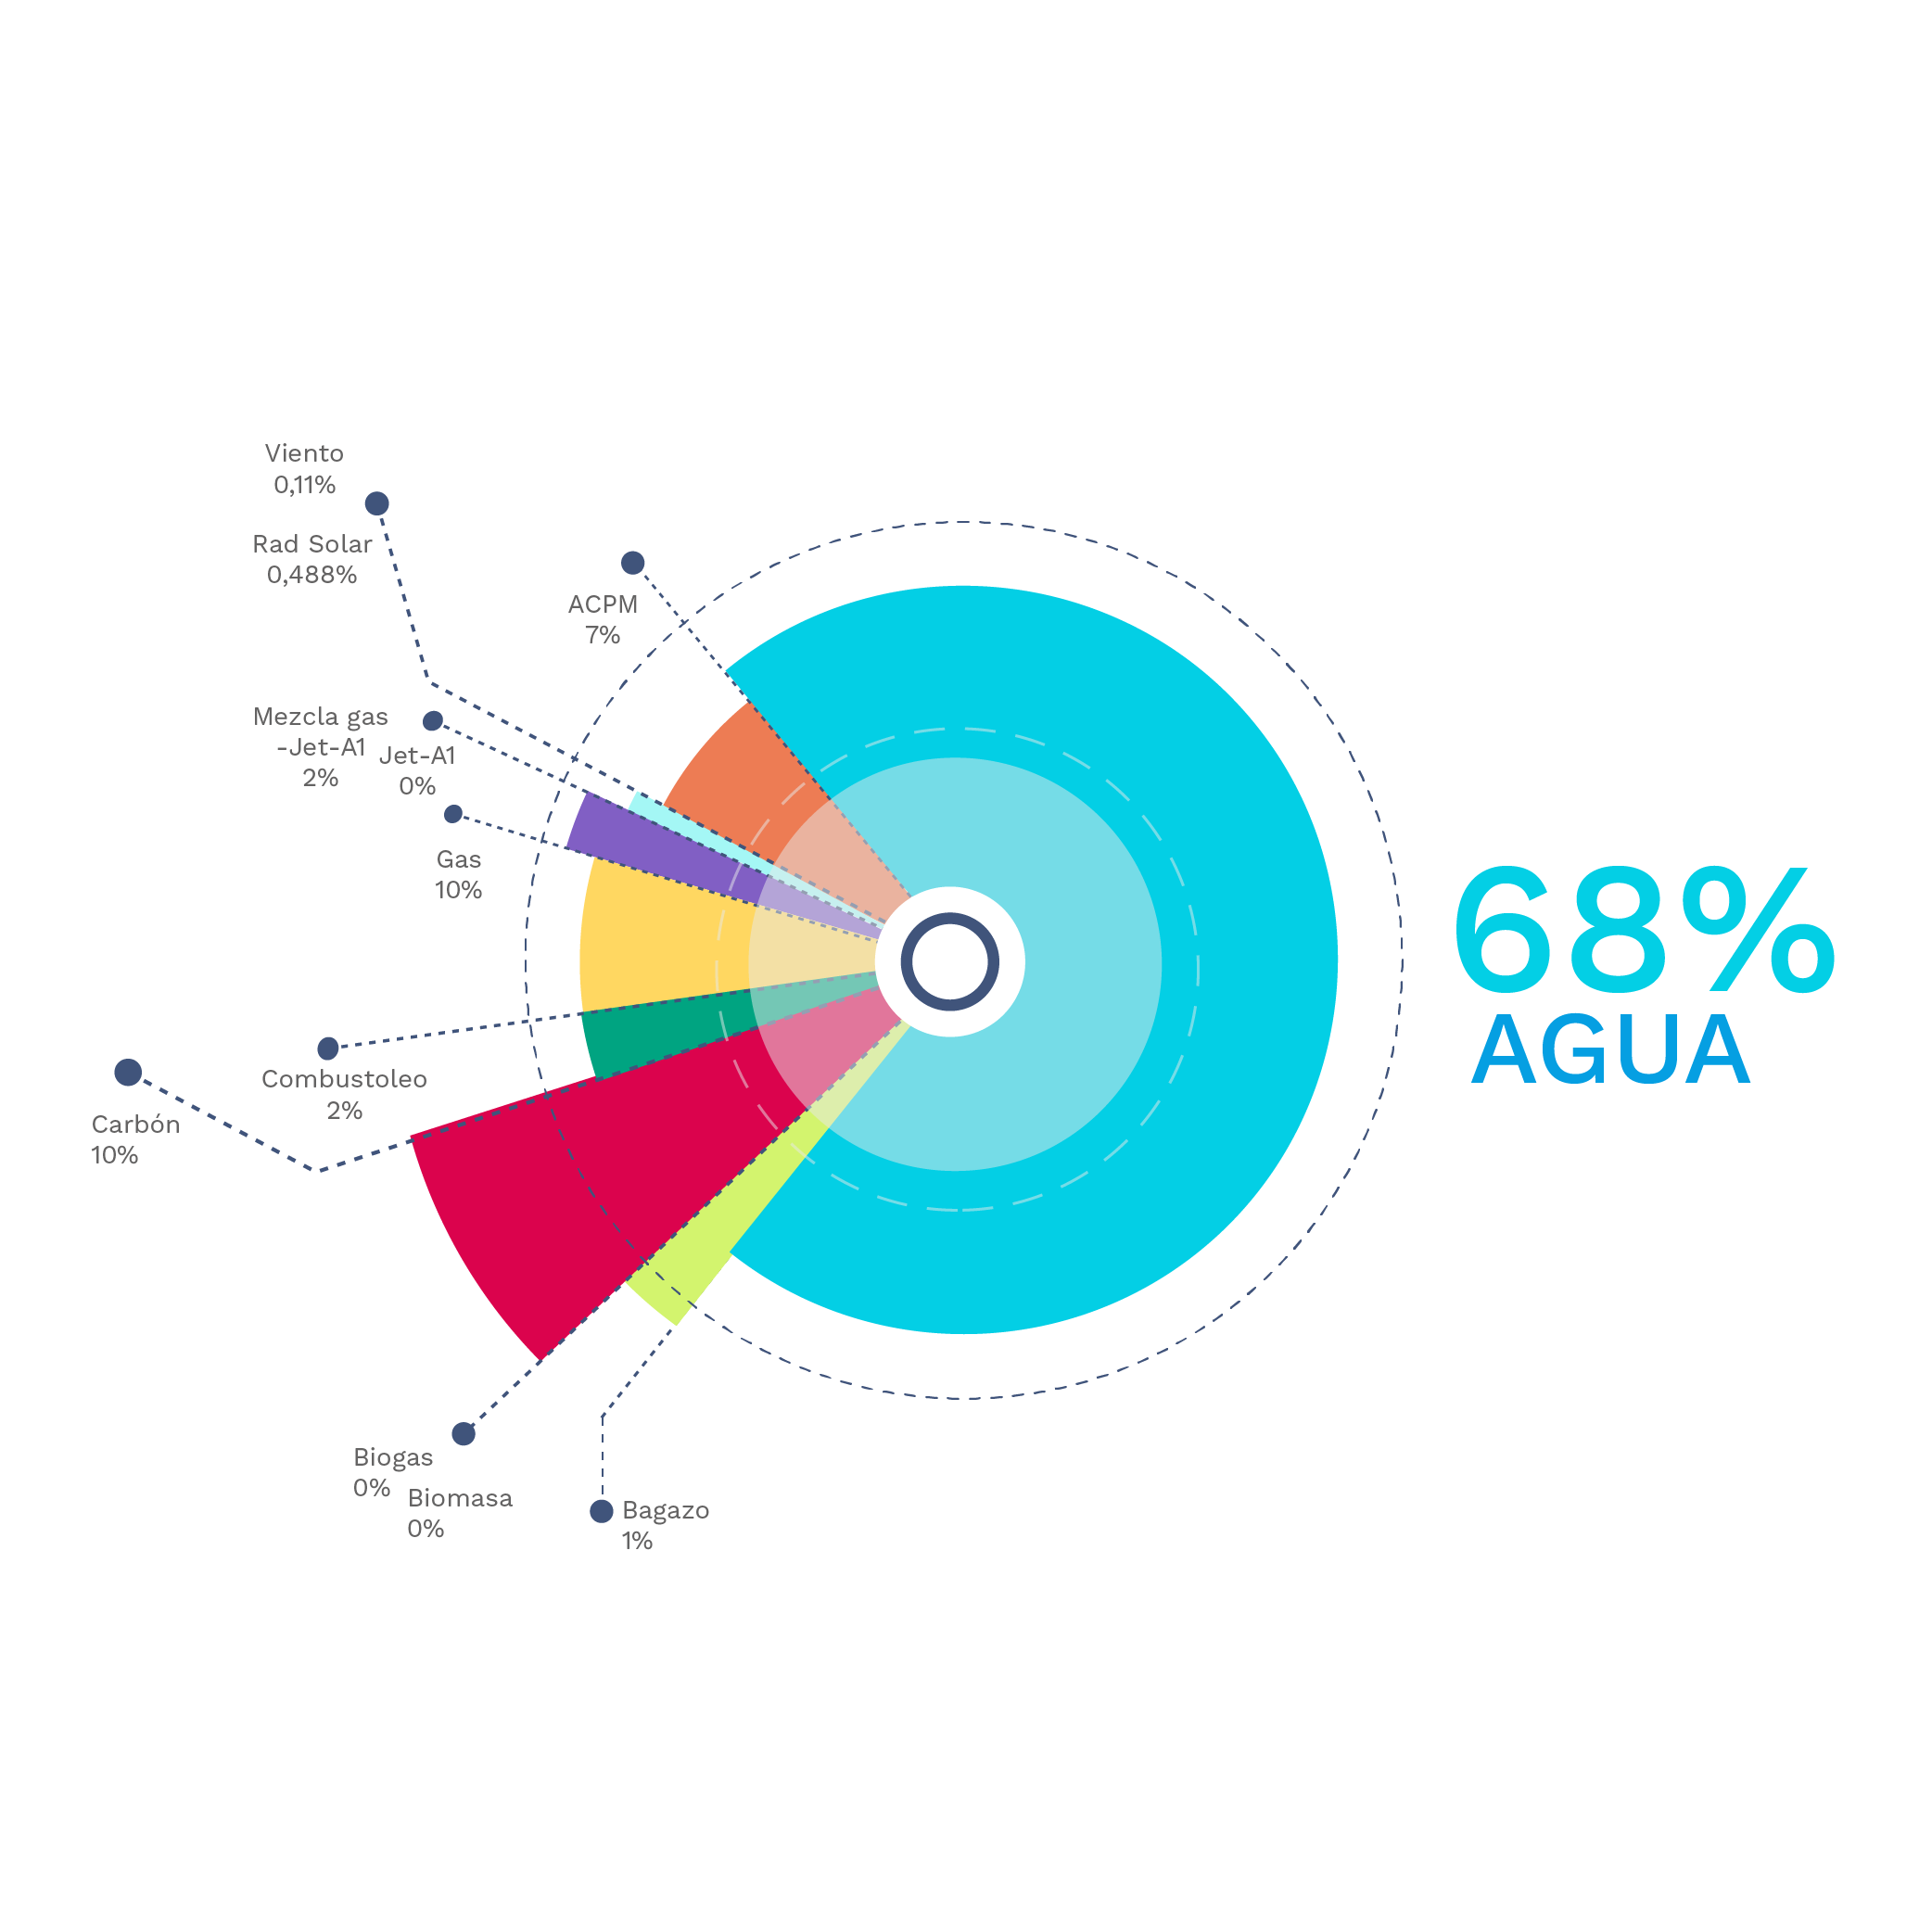 Viento
0,11%
Rad Solar
0,488%
ACPM
7%
Mezcla gas
-Jet-A1
2%
Jet-A1
0%
Gas
10%
68%
AGUA
Combustoleo
2%
Carbón
10%
Biogas
0%
Biomasa
0%
Bagazo
1%